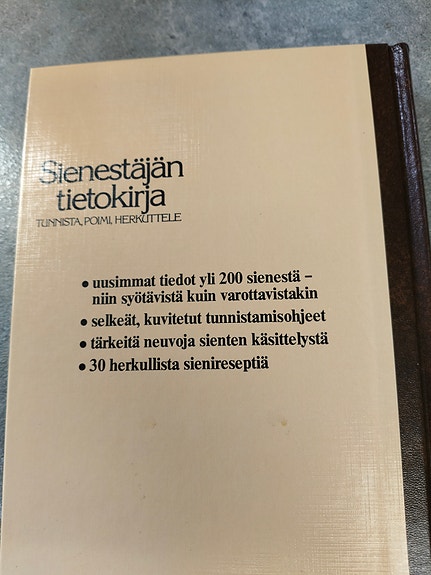 Sienestäjän
tietokirja
TUNNISTA, POIMI, HERKUTTELE
• uusimmat tiedot yli 200 sienestä –
niin syötävistä kuin varottavistakin
• selkeät, kuvitetut tunnistamisohjeet
• tärkeitä neuvoja sienten käsittelystä
• 30 herkullista sienireseptiä